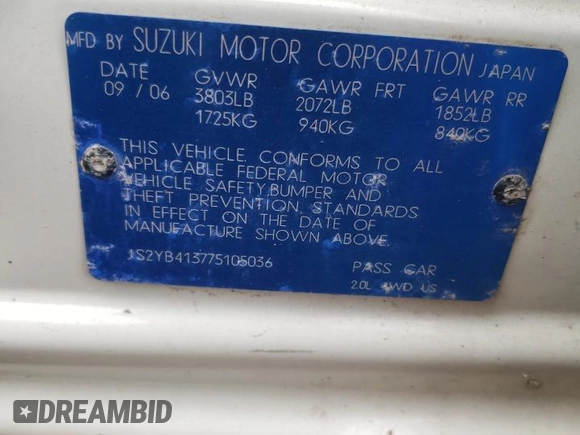 MFD BY SUZUKI MOTOR CORPORATION JAPAN
DATE GVWR GAWR FRT GAWR RR
09 / 06 3803LB 2072LB 1852LB
1725KG 940KG 840KG
THIS VEHICLE CONFORMS TO ALL
APPLICABLE FEDERAL MOTOR
VEHICLE SAFETY,BUMPER AND
THEFT PREVENTION STANDARDS
IN EFFECT ON THE DATE OF
MANUFACTURE SHOWN ABOVE.
JS2YB413775105036 PASS CAR
2.0L 4WD US
DREAMBID